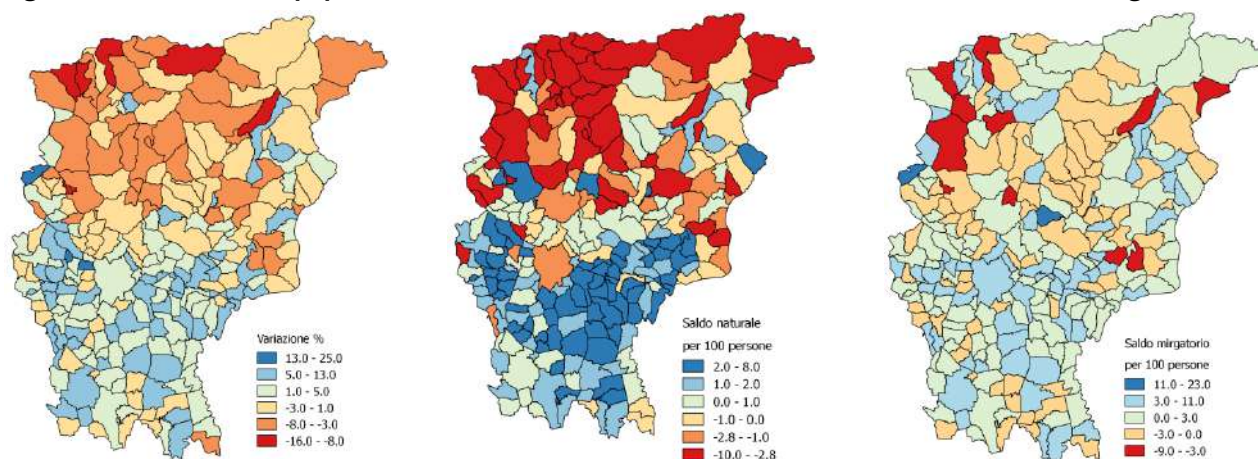 Variazione %
13.0 - 25.0
5.0 - 13.0
1.0 - 5.0
-3.0 - 1.0
-8.0 - -3.0
-16.0 - -8.0
Saldo naturale
per 100 persone
2.0 - 8.0
1.0 - 2.0
0.0 - 1.0
-1.0 - 0.0
-2.8 - -1.0
-10.0 - -2.8
Saldo mirgatorio
per 100 persone
11.0 - 23.0
3.0 - 11.0
0.0 - 3.0
-3.0 - 0.0
-9.0 - -3.0